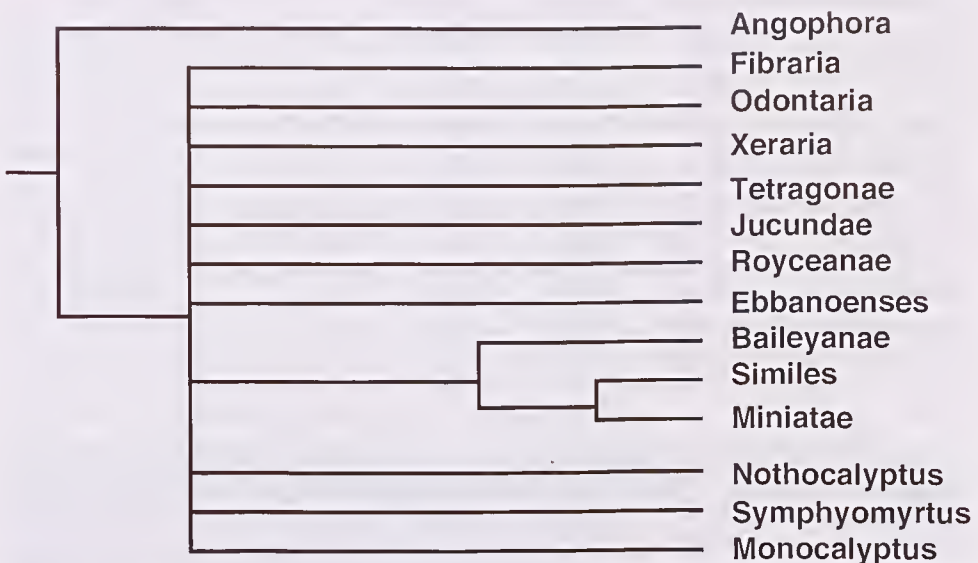 Angophora
Fibraria
Odontaria
Xeraria
Tetragonae
Jucundae
Royceanae
Ebbanoenses
Baileyanae
Similes
Miniatae
Nothocalyptus
Symphyomyrtus
Monocalyptus